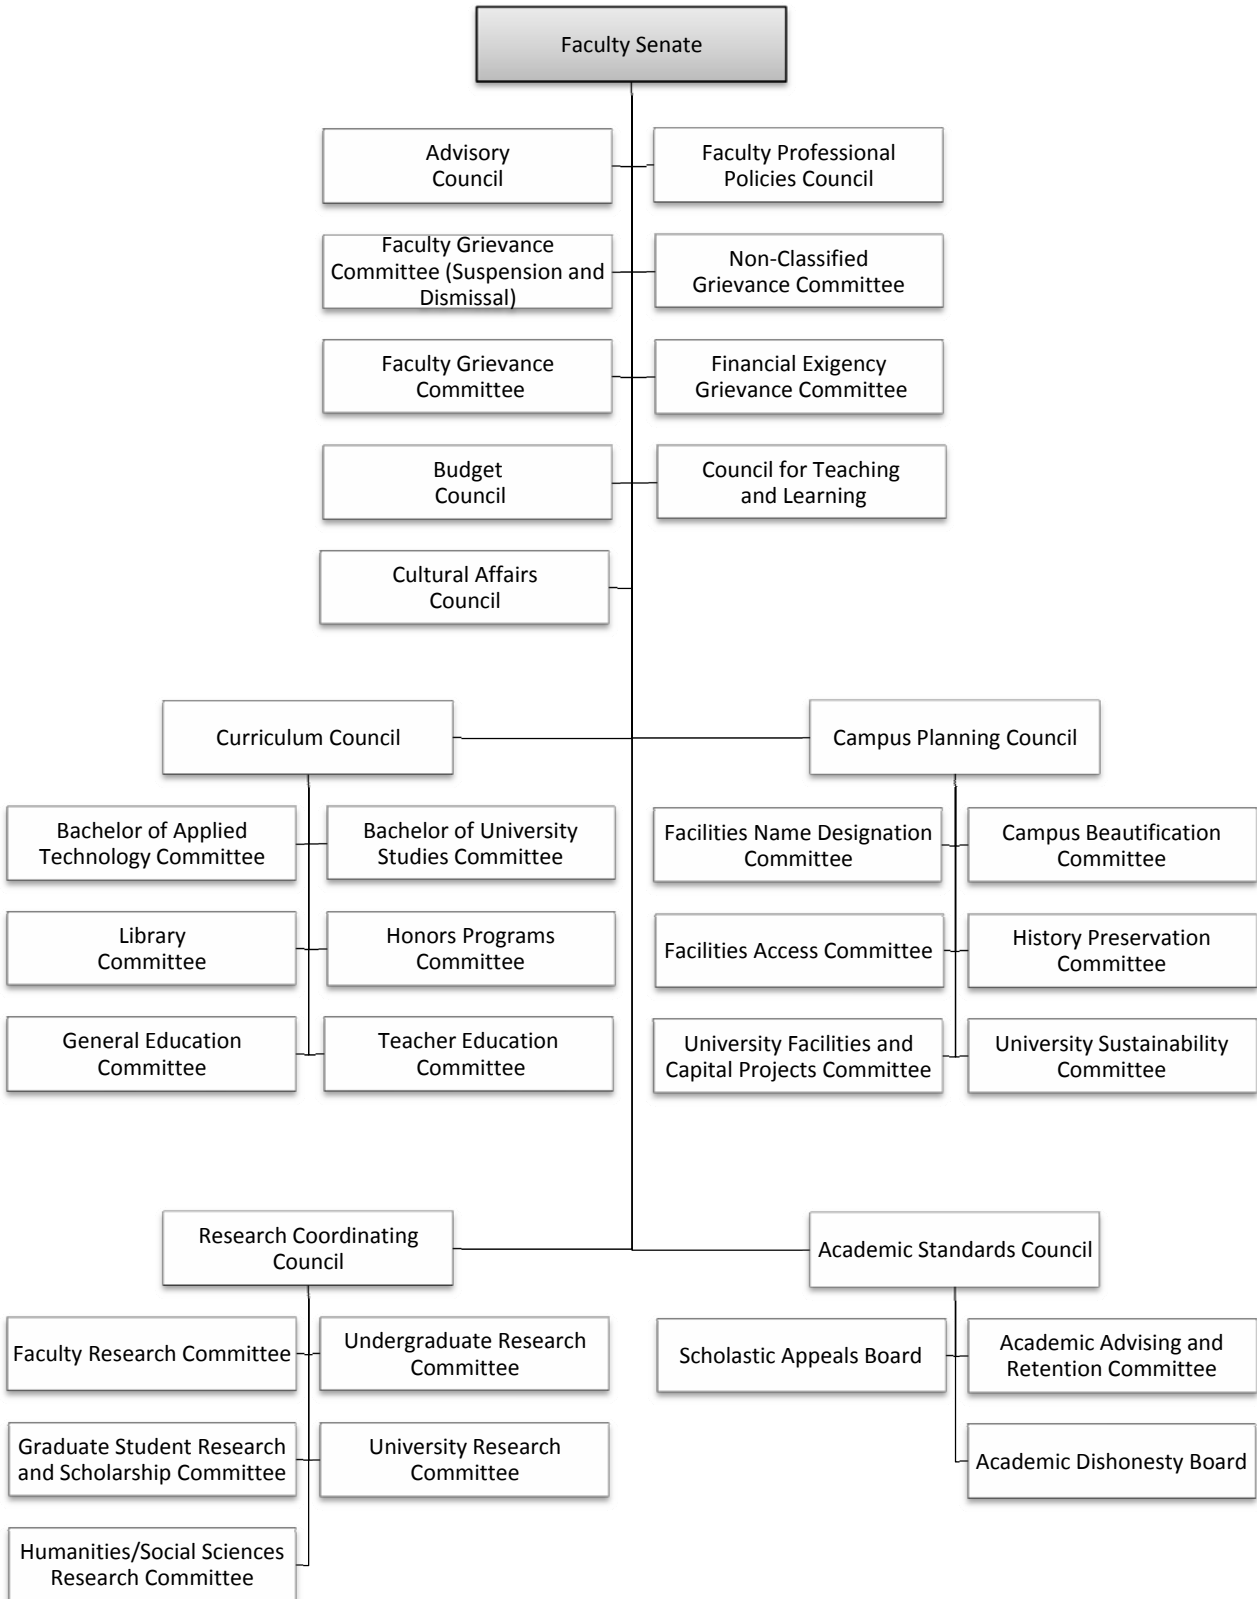 Faculty Senate
Advisory
Council
Faculty Professional
Policies Council
Faculty Grievance
Committee (Suspension and
Dismissal)
Non-Classified
Grievance Committee
Faculty Grievance
Committee
Financial Exigency
Grievance Committee
Budget
Council
Council for Teaching
and Learning
Cultural Affairs
Council
Curriculum Council
Campus Planning Council
Bachelor of Applied
Technology Committee
Bachelor of University
Studies Committee
Facilities Name Designation
Committee
Campus Beautification
Committee
Library
Committee
Honors Programs
Committee
Facilities Access Committee
History Preservation
Committee
General Education
Committee
Teacher Education
Committee
University Facilities and
Capital Projects Committee
University Sustainability
Committee
Research Coordinating
Council
Academic Standards Council
Faculty Research Committee
Undergraduate Research
Committee
Scholastic Appeals Board
Academic Advising and
Retention Committee
Graduate Student Research
and Scholarship Committee
University Research
Committee
Academic Dishonesty Board
Humanities/Social Sciences
Research Committee